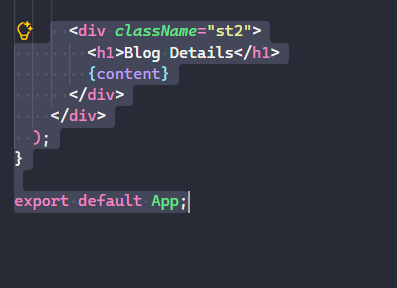 <div className="st2">
<h1>Blog Details</h1>
{content}
</div>
</div>
);
}
export default App;